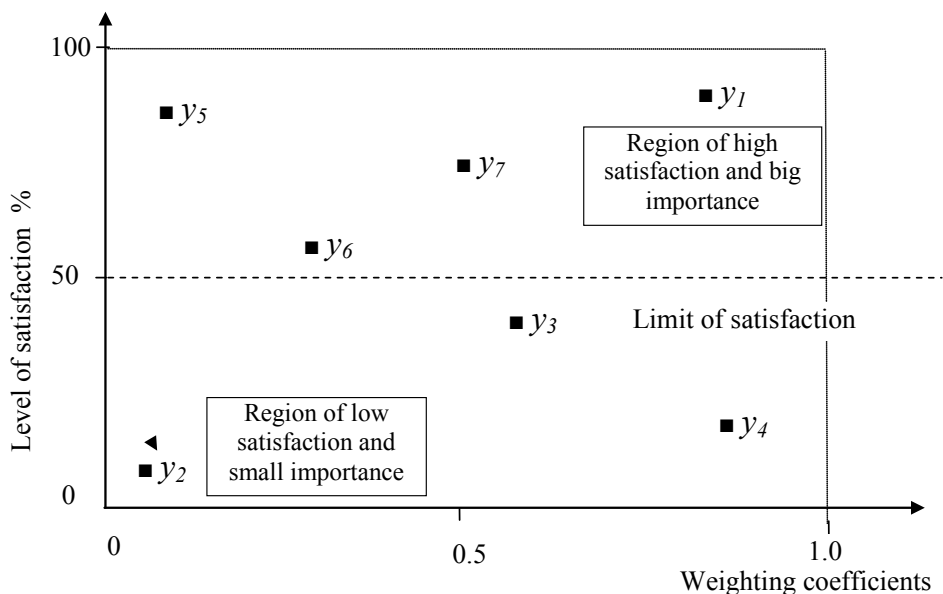 100
y5
y1
y7
Region of high
satisfaction and big
importance
y6
50
y3
Limit of satisfaction
Level of satisfaction %
Region of low
satisfaction and
small importance
y4
y2
0
0
0.5
1.0
Weighting coefficients